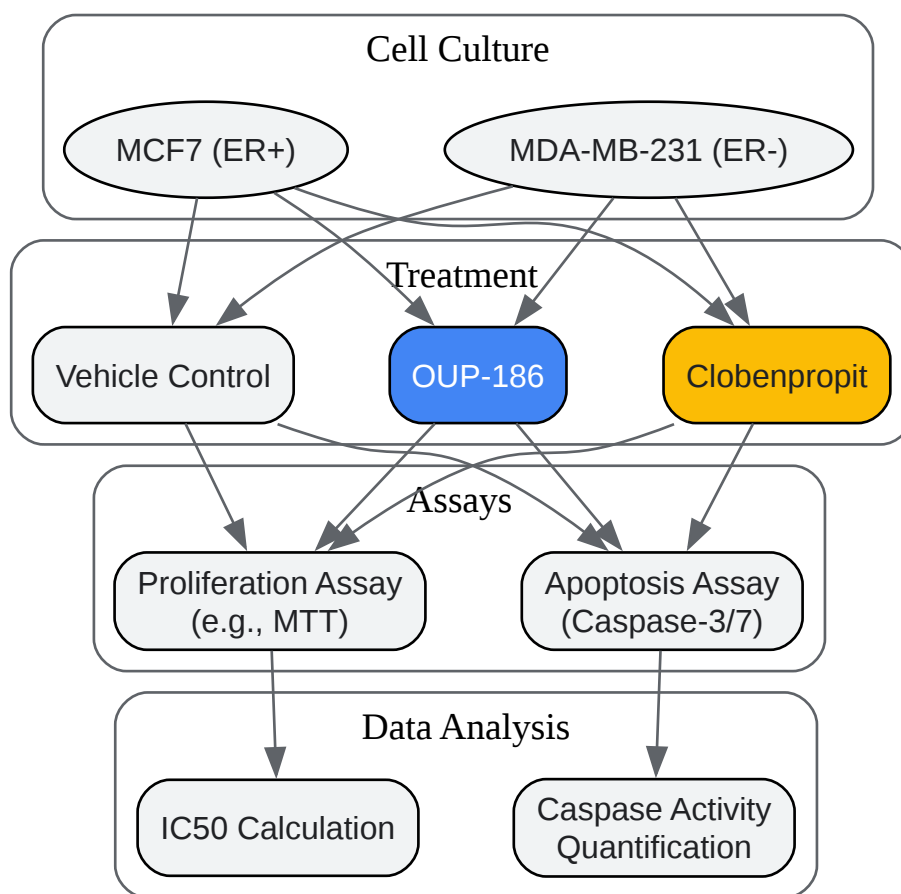 Cell Culture
MCF7 (ER+)
MDA-MB-231 (ER-)
Treatment
Vehicle Control
OUP-186
Clobenpropit
Assays
Proliferation Assay
(e.g., MTT)
Apoptosis Assay
(Caspase-3/7)
Data Analysis
IC50 Calculation
Caspase Activity
Quantification